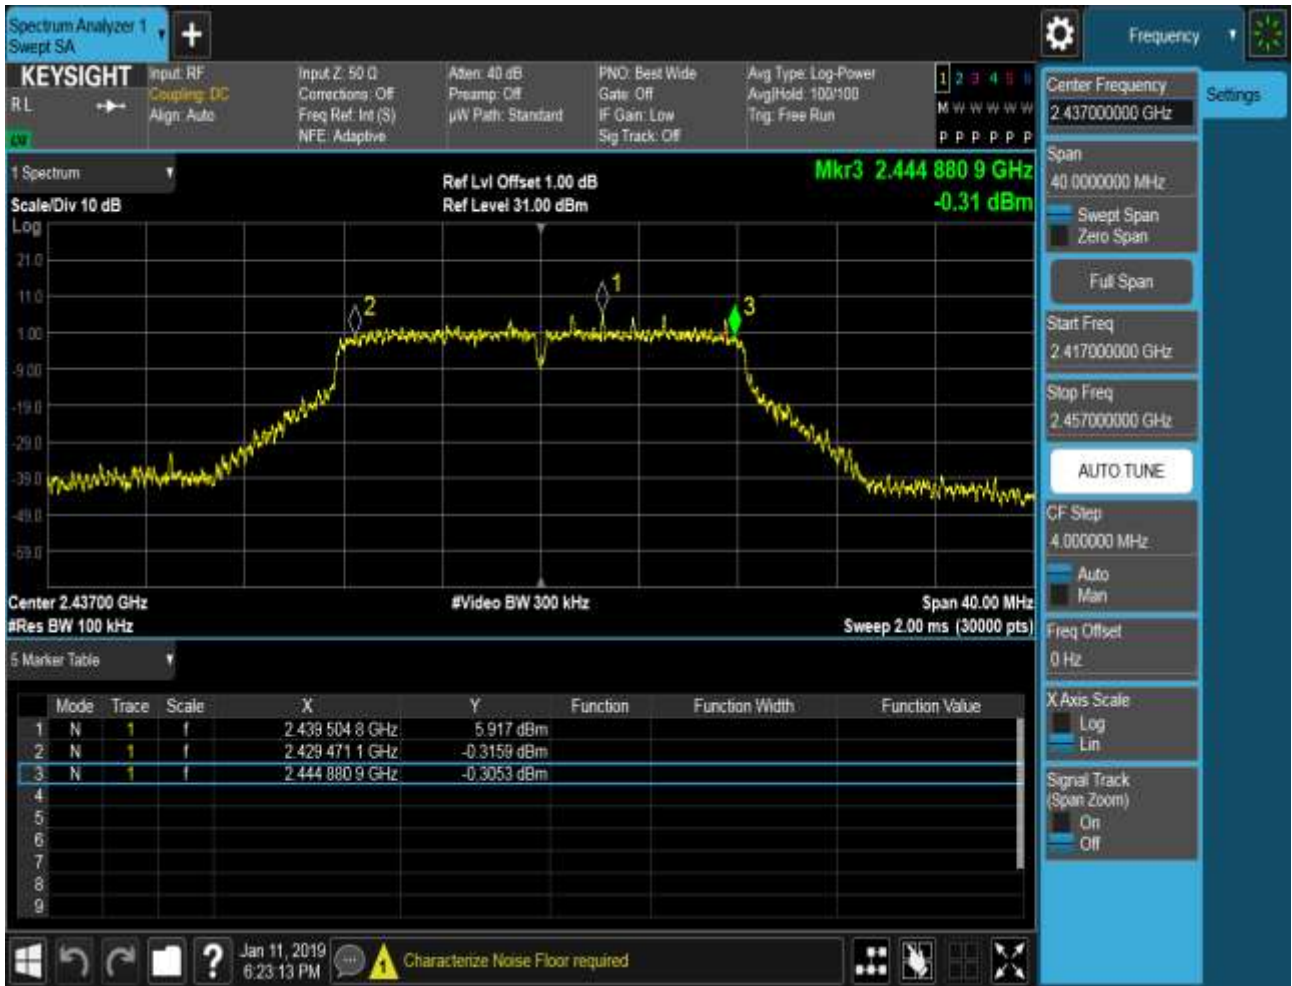 Spectrum Analyzer 1
Swept SA
Frequency
KEYSIGHT
RL
LXI
Input: RF
Coupling: DC
Align: Auto
Input Z: 50 Ω
Corrections: Off
Freq Ref: Int (S)
NFE: Adaptive
Atten: 40 dB
Preamp: Off
µW Path: Standard
PNO: Best Wide
Gate: Off
IF Gain: Low
Sig Track: Off
Avg Type: Log-Power
Avg|Hold: 100/100
Trig: Free Run
1 2 3 4 5 6
M W W W W W
P P P P P P
1 Spectrum
Scale/Div 10 dB
Log
Ref Lvl Offset 1.00 dB
Ref Level 31.00 dBm
Mkr3 2.444 880 9 GHz
-0.31 dBm
21.0
11.0
1.00
-9.00
-19.0
-29.0
-39.0
-49.0
-59.0
1
2
3
Center 2.43700 GHz
#Res BW 100 kHz
#Video BW 300 kHz
Span 40.00 MHz
Sweep 2.00 ms (30000 pts)
5 Marker Table
Mode Trace Scale X Y Function Function Width Function Value
1 N 1 f 2.439 504 8 GHz 5.917 dBm
2 N 1 f 2.429 471 1 GHz -0.3159 dBm
3 N 1 f 2.444 880 9 GHz -0.3053 dBm
4
5
6
7
8
9
Jan 11, 2019
6:23:13 PM
1
Characterize Noise Floor required
Settings
Center Frequency
2.437000000 GHz
Span
40.0000000 MHz
Swept Span
Zero Span
Full Span
Start Freq
2.417000000 GHz
Stop Freq
2.457000000 GHz
AUTO TUNE
CF Step
4.000000 MHz
Auto
Man
Freq Offset
0 Hz
X Axis Scale
Log
Lin
Signal Track
(Span Zoom)
On
Off